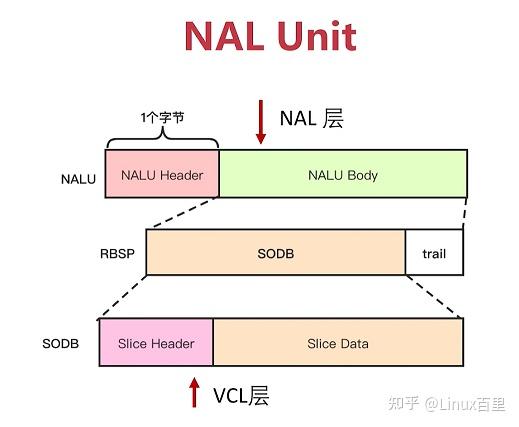 NAL Unit
1个字节
NAL 层
NALU
NALU Header
NALU Body
RBSP
SODB
trail
SODB
Slice Header
Slice Data
VCL层
知乎 @Linux百里